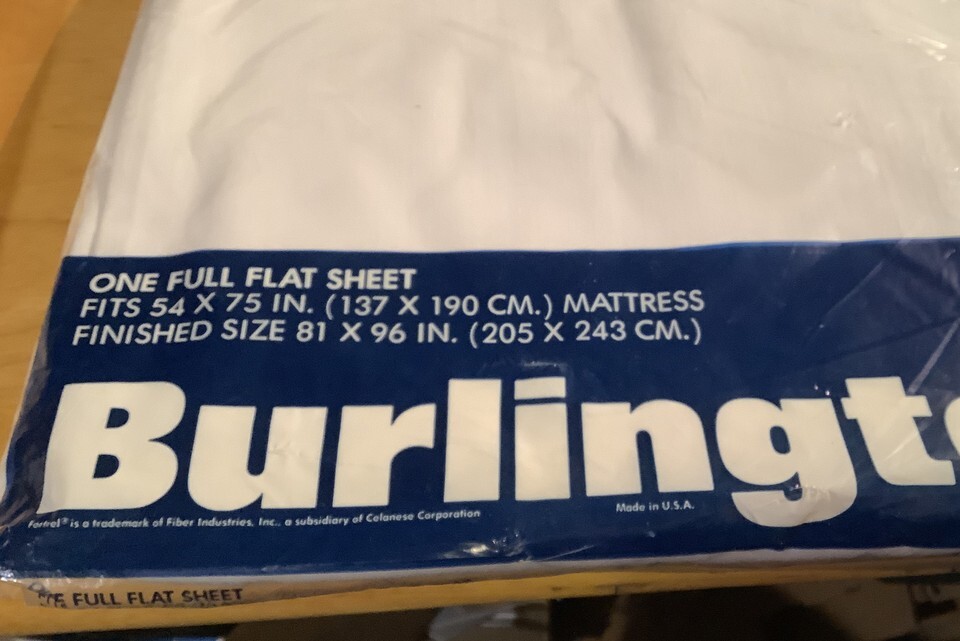 ONE FULL FLAT SHEET
FITS 54 X 75 IN. (137 X 190 CM.) MATTRESS
FINISHED SIZE 81 X 96 IN. (205 X 243 CM.)
Burlingt
Fortrel® is a trademark of Fiber Industries, Inc., a subsidiary of Celanese Corporation
Made in U.S.A.
FULL FLAT SHEET